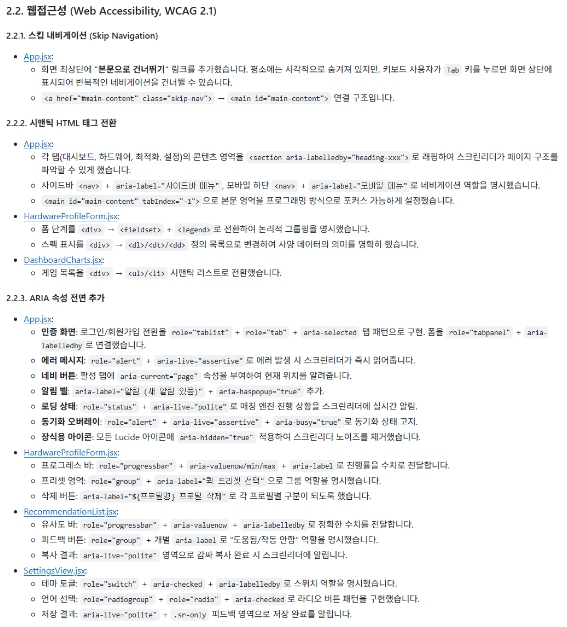 2.2. 웹접근성 (Web Accessibility, WCAG 2.1)
2.2.1. 스킵 내비게이션 (Skip Navigation)
App.jsx:
화면 최상단에 "본문으로 건너뛰기" 링크를 추가했습니다. 평소에는 시각적으로 숨겨져 있지만, 키보드 사용자가 Tab 키를 누르면 화면 상단에
표시되어 반복적인 네비게이션을 건너뛸 수 있습니다.
<a href="#main-content" class="skip-nav"> → <main id="main-content"> 연결 구조입니다.
2.2.2. 시맨틱 HTML 태그 전환
App.jsx:
각 탭(대시보드, 하드웨어, 최적화, 설정)의 콘텐츠 영역을 <section aria-labelledby="heading-xxx"> 로 래핑하여 스크린리더가 페이지 구조를
파악할 수 있게 했습니다.
사이드바 <nav> + aria-label="사이드바 메뉴", 모바일 하단 <nav> + aria-label="모바일 메뉴" 로 네비게이션 역할을 명시했습니다.
<main id="main-content" tabIndex="-1"> 으로 본문 영역을 프로그래밍 방식으로 포커스 가능하게 설정했습니다.
HardwareProfileForm.jsx:
폼 단계를 <div> → <fieldset> + <legend> 로 전환하여 논리적 그룹핑을 명시했습니다.
스펙 표시를 <div> → <dl>/<dt>/<dd> 정의 목록으로 변경하여 사양 데이터의 의미를 명확히 했습니다.
DashboardCharts.jsx:
게임 목록을 <div> → <ul>/<li> 시맨틱 리스트로 전환했습니다.
2.2.3. ARIA 속성 전면 추가
App.jsx:
인증 화면: 로그인/회원가입 전환을 role="tablist" + role="tab" + aria-selected 탭 패턴으로 구현. 폼을 role="tabpanel" + aria-
labelledby 로 연결했습니다.
에러 메시지: role="alert" + aria-live="assertive" 로 에러 발생 시 스크린리더가 즉시 읽어줍니다.
네비 버튼: 활성 탭에 aria-current="page" 속성을 부여하여 현재 위치를 알려줍니다.
알림 벨: aria-label="알림 (새 알림 있음)" + aria-haspopup="true" 추가.
로딩 상태: role="status" + aria-live="polite" 로 매칭 엔진 진행 상황을 스크린리더에 실시간 알림.
동기화 오버레이: role="alert" + aria-live="assertive" + aria-busy="true" 로 동기화 상태 고지.
장식용 아이콘: 모든 Lucide 아이콘에 aria-hidden="true" 적용하여 스크린리더 노이즈를 제거했습니다.
HardwareProfileForm.jsx:
프로그레스 바: role="progressbar" + aria-valuenow/min/max + aria-label 로 진행률을 수치로 전달합니다.
프리셋 영역: role="group" + aria-label="퀵 프리셋 선택" 으로 그룹 역할을 명시했습니다.
삭제 버튼: aria-label="${프로필명} 프로필 삭제" 로 각 프로필별 구분이 되도록 했습니다.
RecommendationList.jsx:
유사도 바: role="progressbar" + aria-valuenow + aria-labelledby 로 정확한 수치를 전달합니다.
피드백 버튼: role="group" + 개별 aria-label 로 "도움됨/작동 안함" 역할을 명시했습니다.
복사 결과: aria-live="polite" 영역으로 감싸 복사 완료 시 스크린리더에 알립니다.
SettingsView.jsx:
테마 토글: role="switch" + aria-checked + aria-labelledby 로 스위치 역할을 명시했습니다.
언어 선택: role="radiogroup" + role="radio" + aria-checked 로 라디오 버튼 패턴을 구현했습니다.
저장 결과: aria-live="polite" + .sr-only 피드백 영역으로 저장 완료를 알립니다.